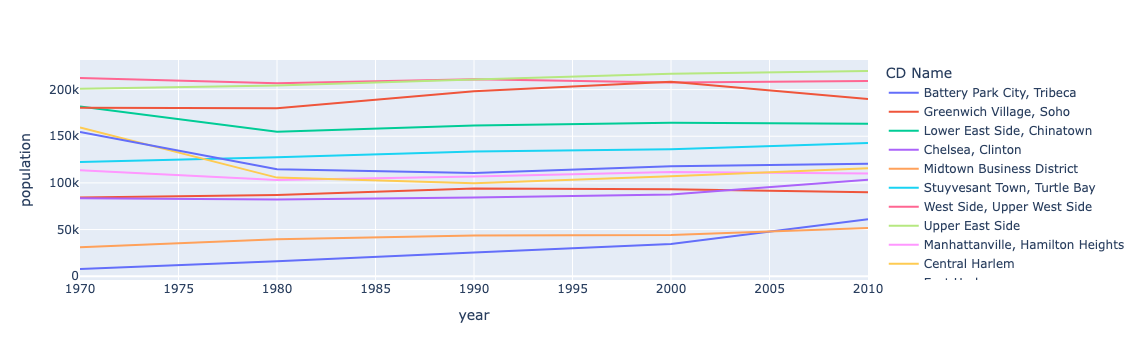 CD Name
Battery Park City, Tribeca
Greenwich Village, Soho
Lower East Side, Chinatown
Chelsea, Clinton
Midtown Business District
Stuyvesant Town, Turtle Bay
West Side, Upper West Side
Upper East Side
Manhattanville, Hamilton Heights
Central Harlem
population
200k
150k
100k
50k
0
1970 1975 1980 1985 1990 1995 2000 2005 2010
year